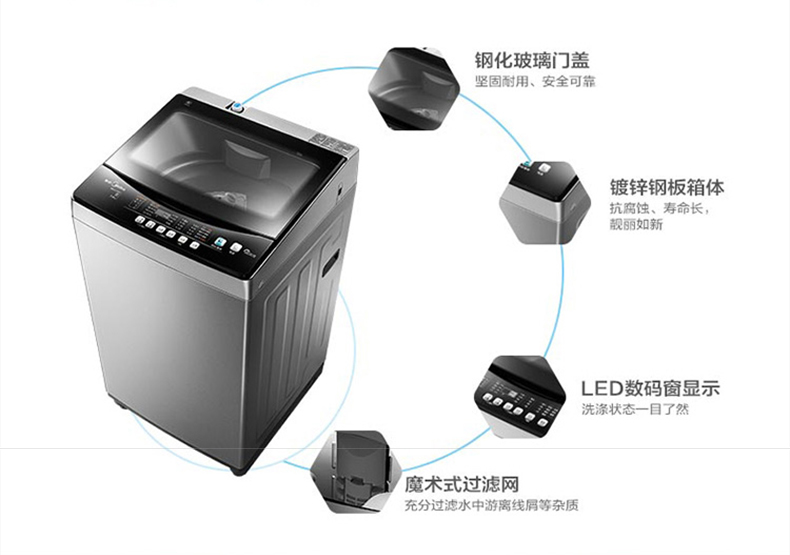 钢化玻璃门盖
坚固耐用、安全可靠
镀锌钢板箱体
抗腐蚀、寿命长，
靓丽如新
LED数码窗显示
洗涤状态一目了然
魔术式过滤网
充分过滤水中游离线屑等杂质